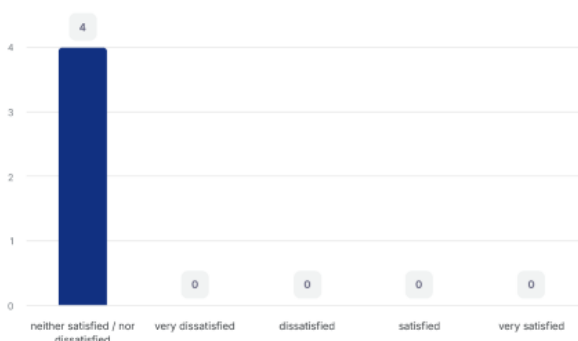 4
4
3
2
1
0
0
0
0
0
neither satisfied / nor
dissatisfied
very dissatisfied
dissatisfied
satisfied
very satisfied